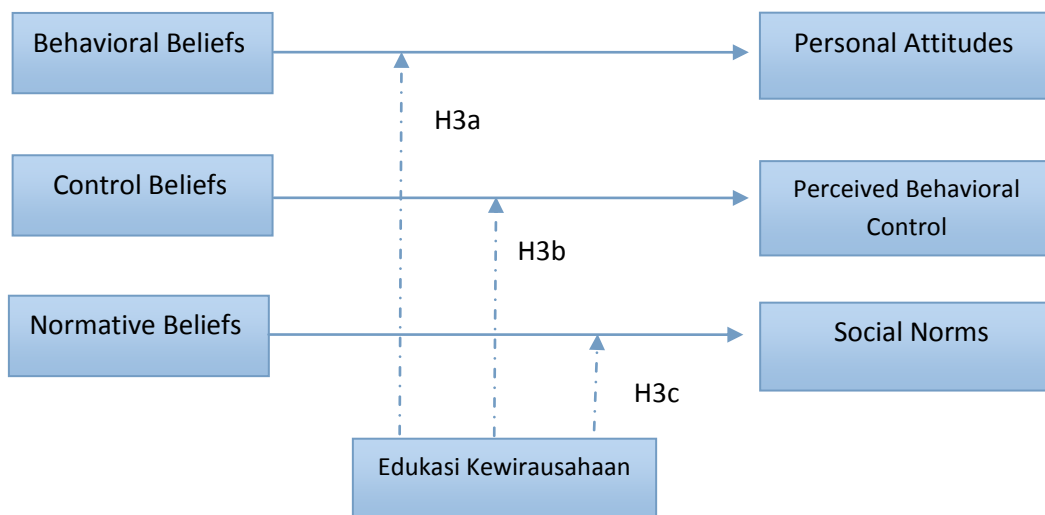 Behavioral Beliefs
Personal Attitudes
H3a
Control Beliefs
Perceived Behavioral
Control
H3b
Normative Beliefs
Social Norms
H3c
Edukasi Kewirausahaan